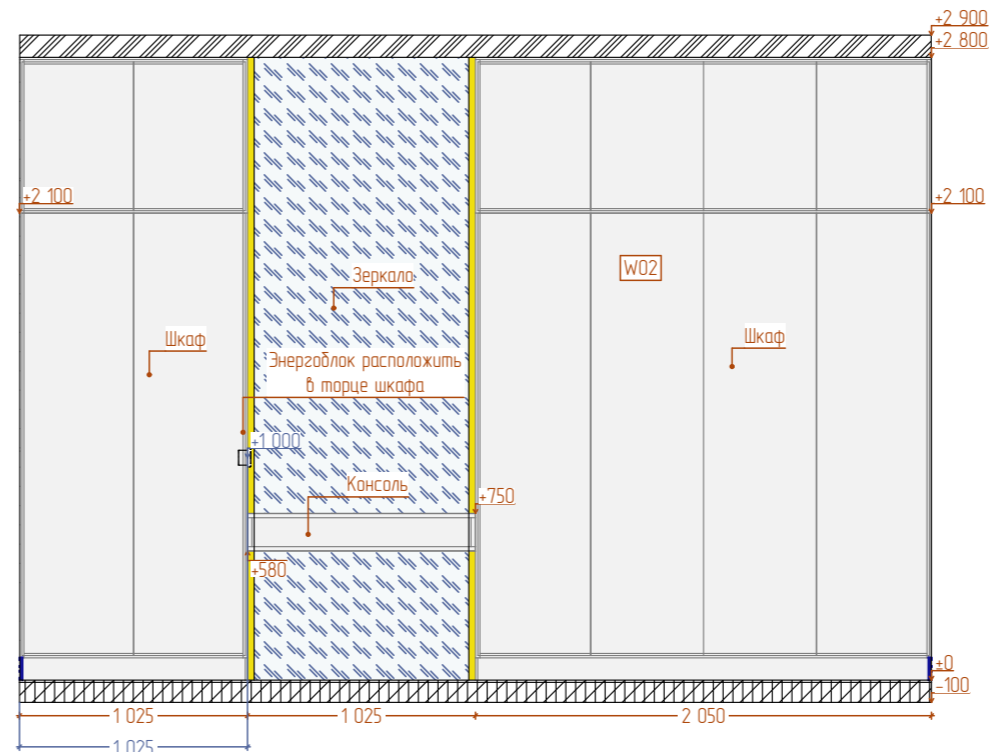 +2 900
+2 800
+2 100
+2 100
W02
Зеркало
Шкаф
Шкаф
Энергоблок расположить
в торце шкафа
+1 000
Консоль
+750
+580
±0
-100
1 025
1 025
2 050
1 025